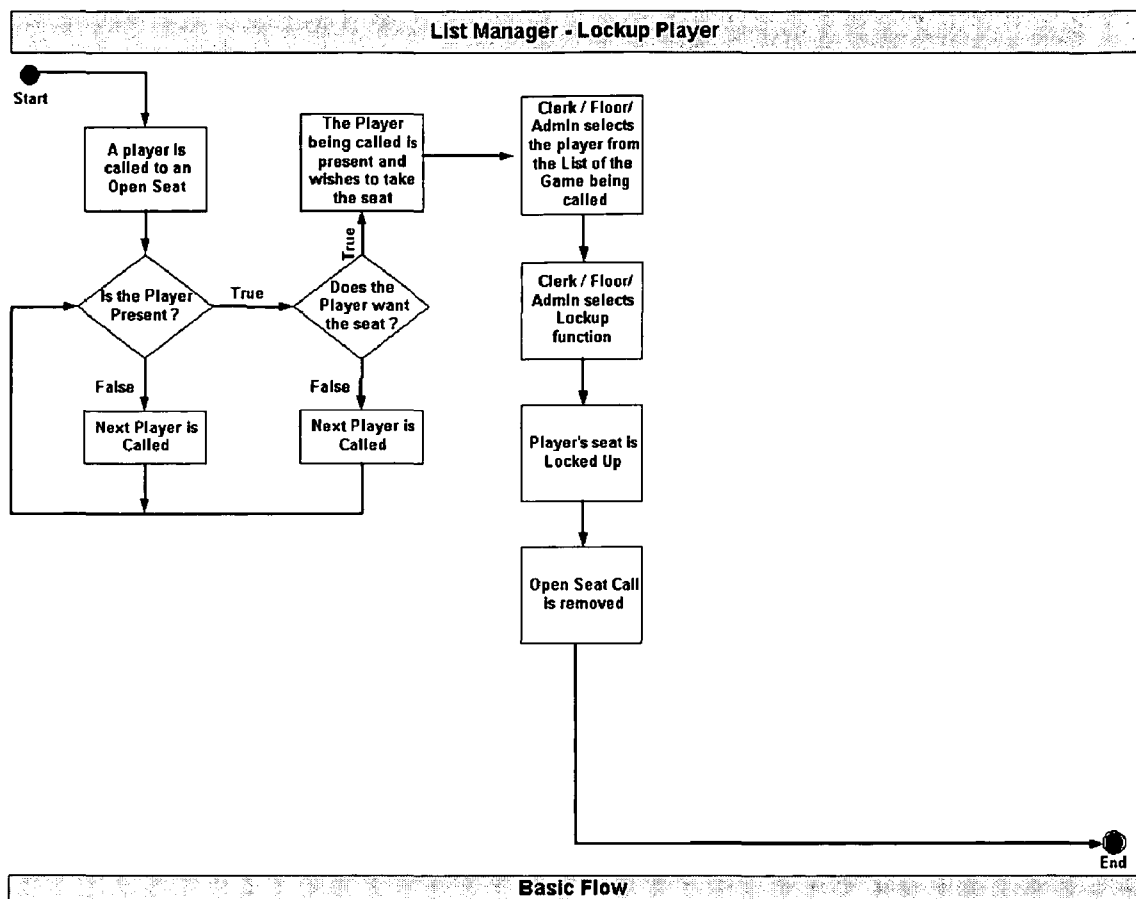 List Manager - Lockup Player
Start
A player is
called to an
Open Seat
Is the Player
Present ?
True
False
Next Player is
Called
The Player
being called is
present and
wishes to take
the seat
True
Does the
Player want
the seat ?
False
Next Player is
Called
Clerk / Floor/
Admin selects
the player from
the List of the
Game being
called
Clerk / Floor/
Admin selects
Lockup
function
Player's seat is
Locked Up
Open Seat Call
is removed
End
Basic Flow